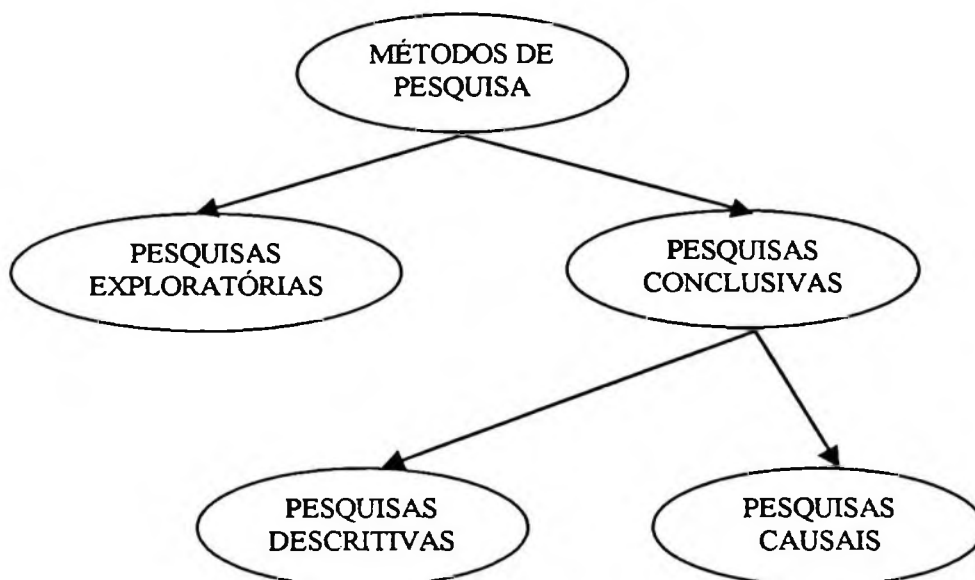 MÉTODOS DE
PESQUISA
PESQUISAS
EXPLORATÓRIAS
PESQUISAS
CONCLUSIVAS
PESQUISAS
DESCRITIVAS
PESQUISAS
CAUSAIS